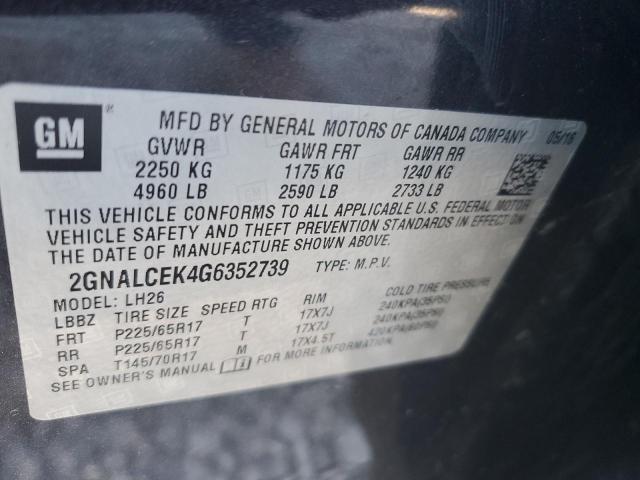 GM
MFD BY GENERAL MOTORS OF CANADA COMPANY 05/16
GVWR GAWR FRT GAWR RR
2250 KG 1175 KG 1240 KG
4960 LB 2590 LB 2733 LB
THIS VEHICLE CONFORMS TO ALL APPLICABLE U.S. FEDERAL MOTOR
VEHICLE SAFETY AND THEFT PREVENTION STANDARDS IN EFFECT ON
THE DATE OF MANUFACTURE SHOWN ABOVE.
2GNALCEK4G6352739 TYPE: M.P.V.
MODEL: LH26
LBBZ TIRE SIZE SPEED RTG RIM COLD TIRE PRESSURE
FRT P225/65R17 T 17X7J 240KPA(35PSI)
RR P225/65R17 T 17X7J 240KPA(35PSI)
SPA T145/70R17 M 17X4.5T 420KPA(60PSI)
SEE OWNER'S MANUAL FOR MORE INFORMATION.